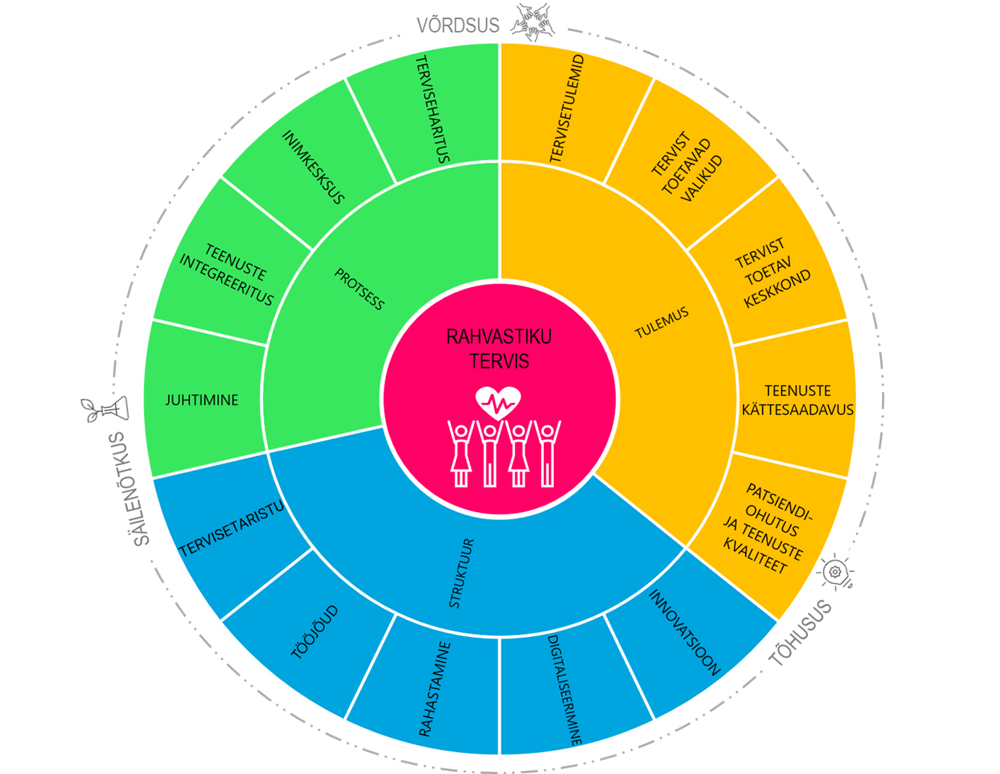 VÕRDSUS
TERVISEHARITUS
TERVISETULEMID
INIMKESKSUS
TERVIST
TOETAVAD
VALIKUD
TEENUSTE
INTEGREERITUS
TERVIST
TOETAV
KESKKOND
PROTSESS
TULEMUS
RAHVASTIKU
TERVIS
JUHTIMINE
TEENUSTE
KÄTTESAADAVUS
SÄILENÕTKUS
TERVISETARISTU
PATSIENDI-
OHUTUS
JA TEENUSTE
KVALITEET
STRUKTUUR
TÖÖJÕUD
INNOVATSIOON
TÕHUSUS
RAHASTAMINE
DIGITALISEERIMINE